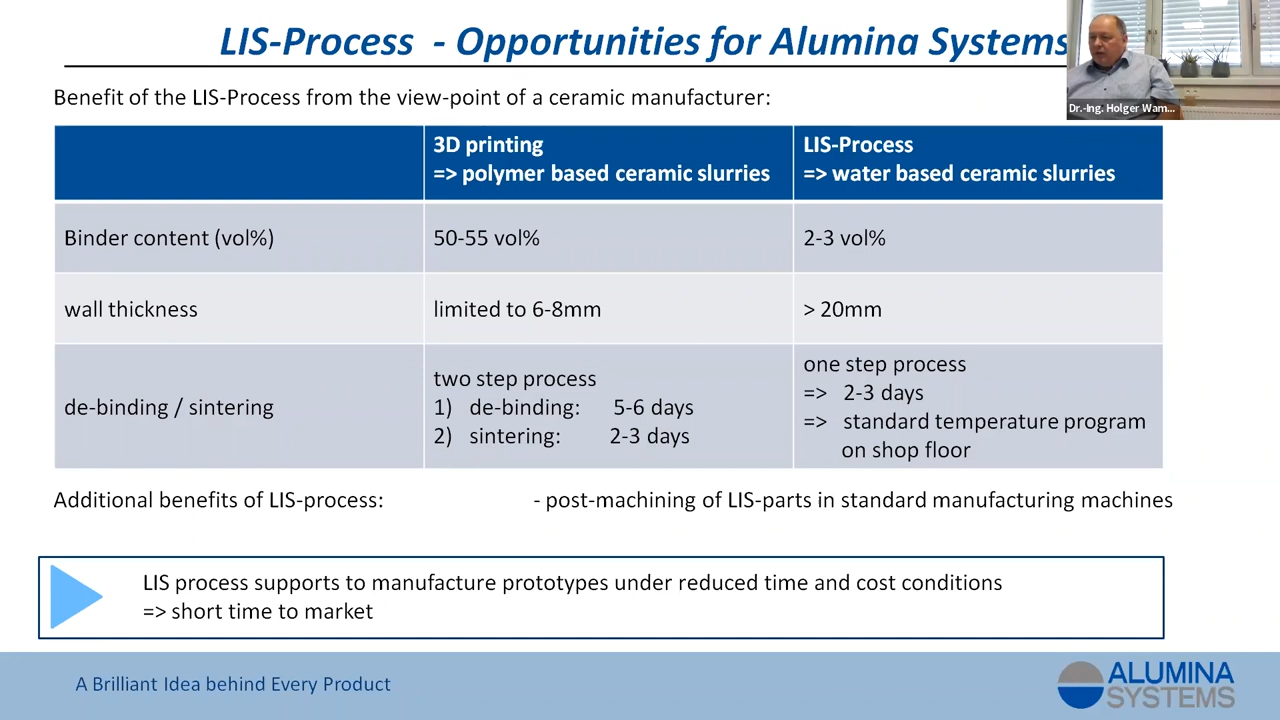 LIS-Process - Opportunities for Alumina Systems
Dr.-Ing. Holger Wam...
Benefit of the LIS-Process from the view-point of a ceramic manufacturer:
3D printing
=> polymer based ceramic slurries
LIS-Process
=> water based ceramic slurries
Binder content (vol%)
50-55 vol%
2-3 vol%
wall thickness
limited to 6-8mm
> 20mm
de-binding / sintering
two step process
1) de-binding: 5-6 days
2) sintering: 2-3 days
one step process
=> 2-3 days
=> standard temperature program
on shop floor
Additional benefits of LIS-process: - post-machining of LIS-parts in standard manufacturing machines
LIS process supports to manufacture prototypes under reduced time and cost conditions
=> short time to market
A Brilliant Idea behind Every Product
ALUMINA
SYSTEMS